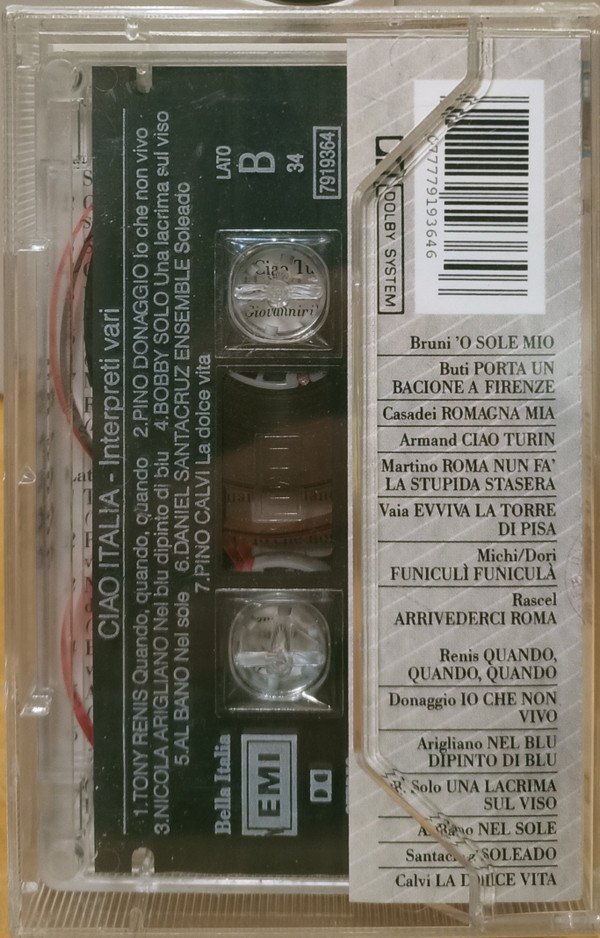 CIAO ITALIA - Interpreti vari
1.TONY RENIS Quando, quando, quando 2.PINO DONAGGIO Io che non vivo ·
3.NICOLA ARIGLIANO Nel blu dipinto di blu 4.BOBBY SOLO Una lacrima sul viso
5.AL BANO Nel sole 6.DANIEL SANTACRUZ ENSEMBLE Soleado
7.PINO CALVI La dolce vita
Bella Italia
EMI
LATO
B
34
7919364
Ciao Tu
Giovanniri
DOLBY SYSTEM
077779193646
Bruni 'O SOLE MIO
Buti PORTA UN
BACIONE A FIRENZE
Casadei ROMAGNA MIA
Armand CIAO TURIN
Martino ROMA NUN FA'
LA STUPIDA STASERA
Vaia EVVIVA LA TORRE
DI PISA
Michi/Dori
FUNICULÌ FUNICULÀ
Rascel
ARRIVEDERCI ROMA
Renis QUANDO,
QUANDO, QUANDO
Donaggio IO CHE NON
VIVO
Arigliano NEL BLU
DIPINTO DI BLU
B. Solo UNA LACRIMA
SUL VISO
A. Bano NEL SOLE
Santacruz SOLEADO
Calvi LA DOLCE VITA